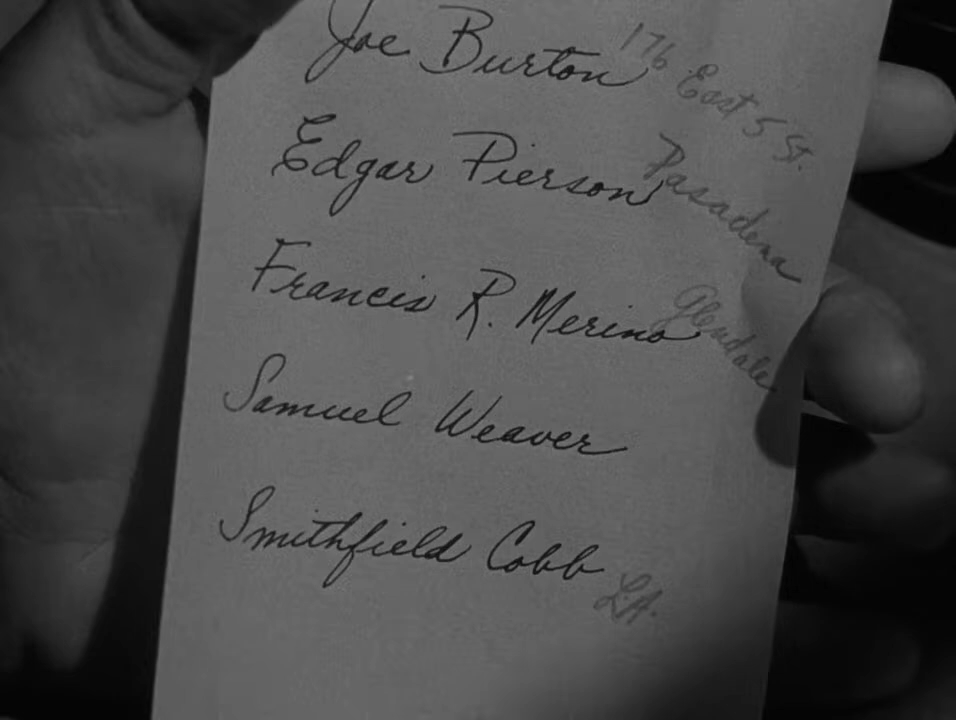 Joe Burton 176 East 5 St.
Edgar Pierson Pasadena
Francis R. Merino Glendale
Samuel Weaver
Smithfield Cobb L.A.